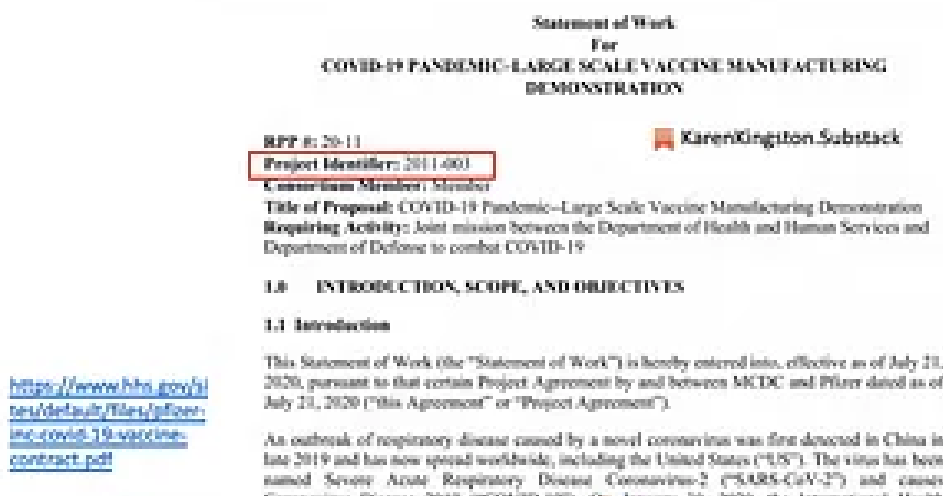 Statement of Work
For
COVID-19 PANDEMIC-LARGE SCALE VACCINE MANUFACTURING
DEMONSTRATION
RPP #: 20-11
KarenKingston.Substack
Project Identifier: 2011-003
Consortium Member: Member
Title of Proposal: COVID-19 Pandemic–Large Scale Vaccine Manufacturing Demonstration
Requiring Activity: Joint mission between the Department of Health and Human Services and
Department of Defense to combat COVID-19
1.0 INTRODUCTION, SCOPE, AND OBJECTIVES
1.1 Introduction
This Statement of Work (the "Statement of Work") is hereby entered into, effective as of July 21,
2020, pursuant to that certain Project Agreement by and between MCDC and Pfizer dated as of
July 21, 2020 ("this Agreement" or "Project Agreement").
https://www.hhs.gov/si
tes/default/files/pfizer-
inc-covid-19-vaccine-
contract.pdf
An outbreak of respiratory disease caused by a novel coronavirus was first detected in China in
late 2019 and has now spread worldwide, including the United States ("US"). The virus has been
named Severe Acute Respiratory Disease Coronavirus-2 ("SARS-CoV-2") and causes